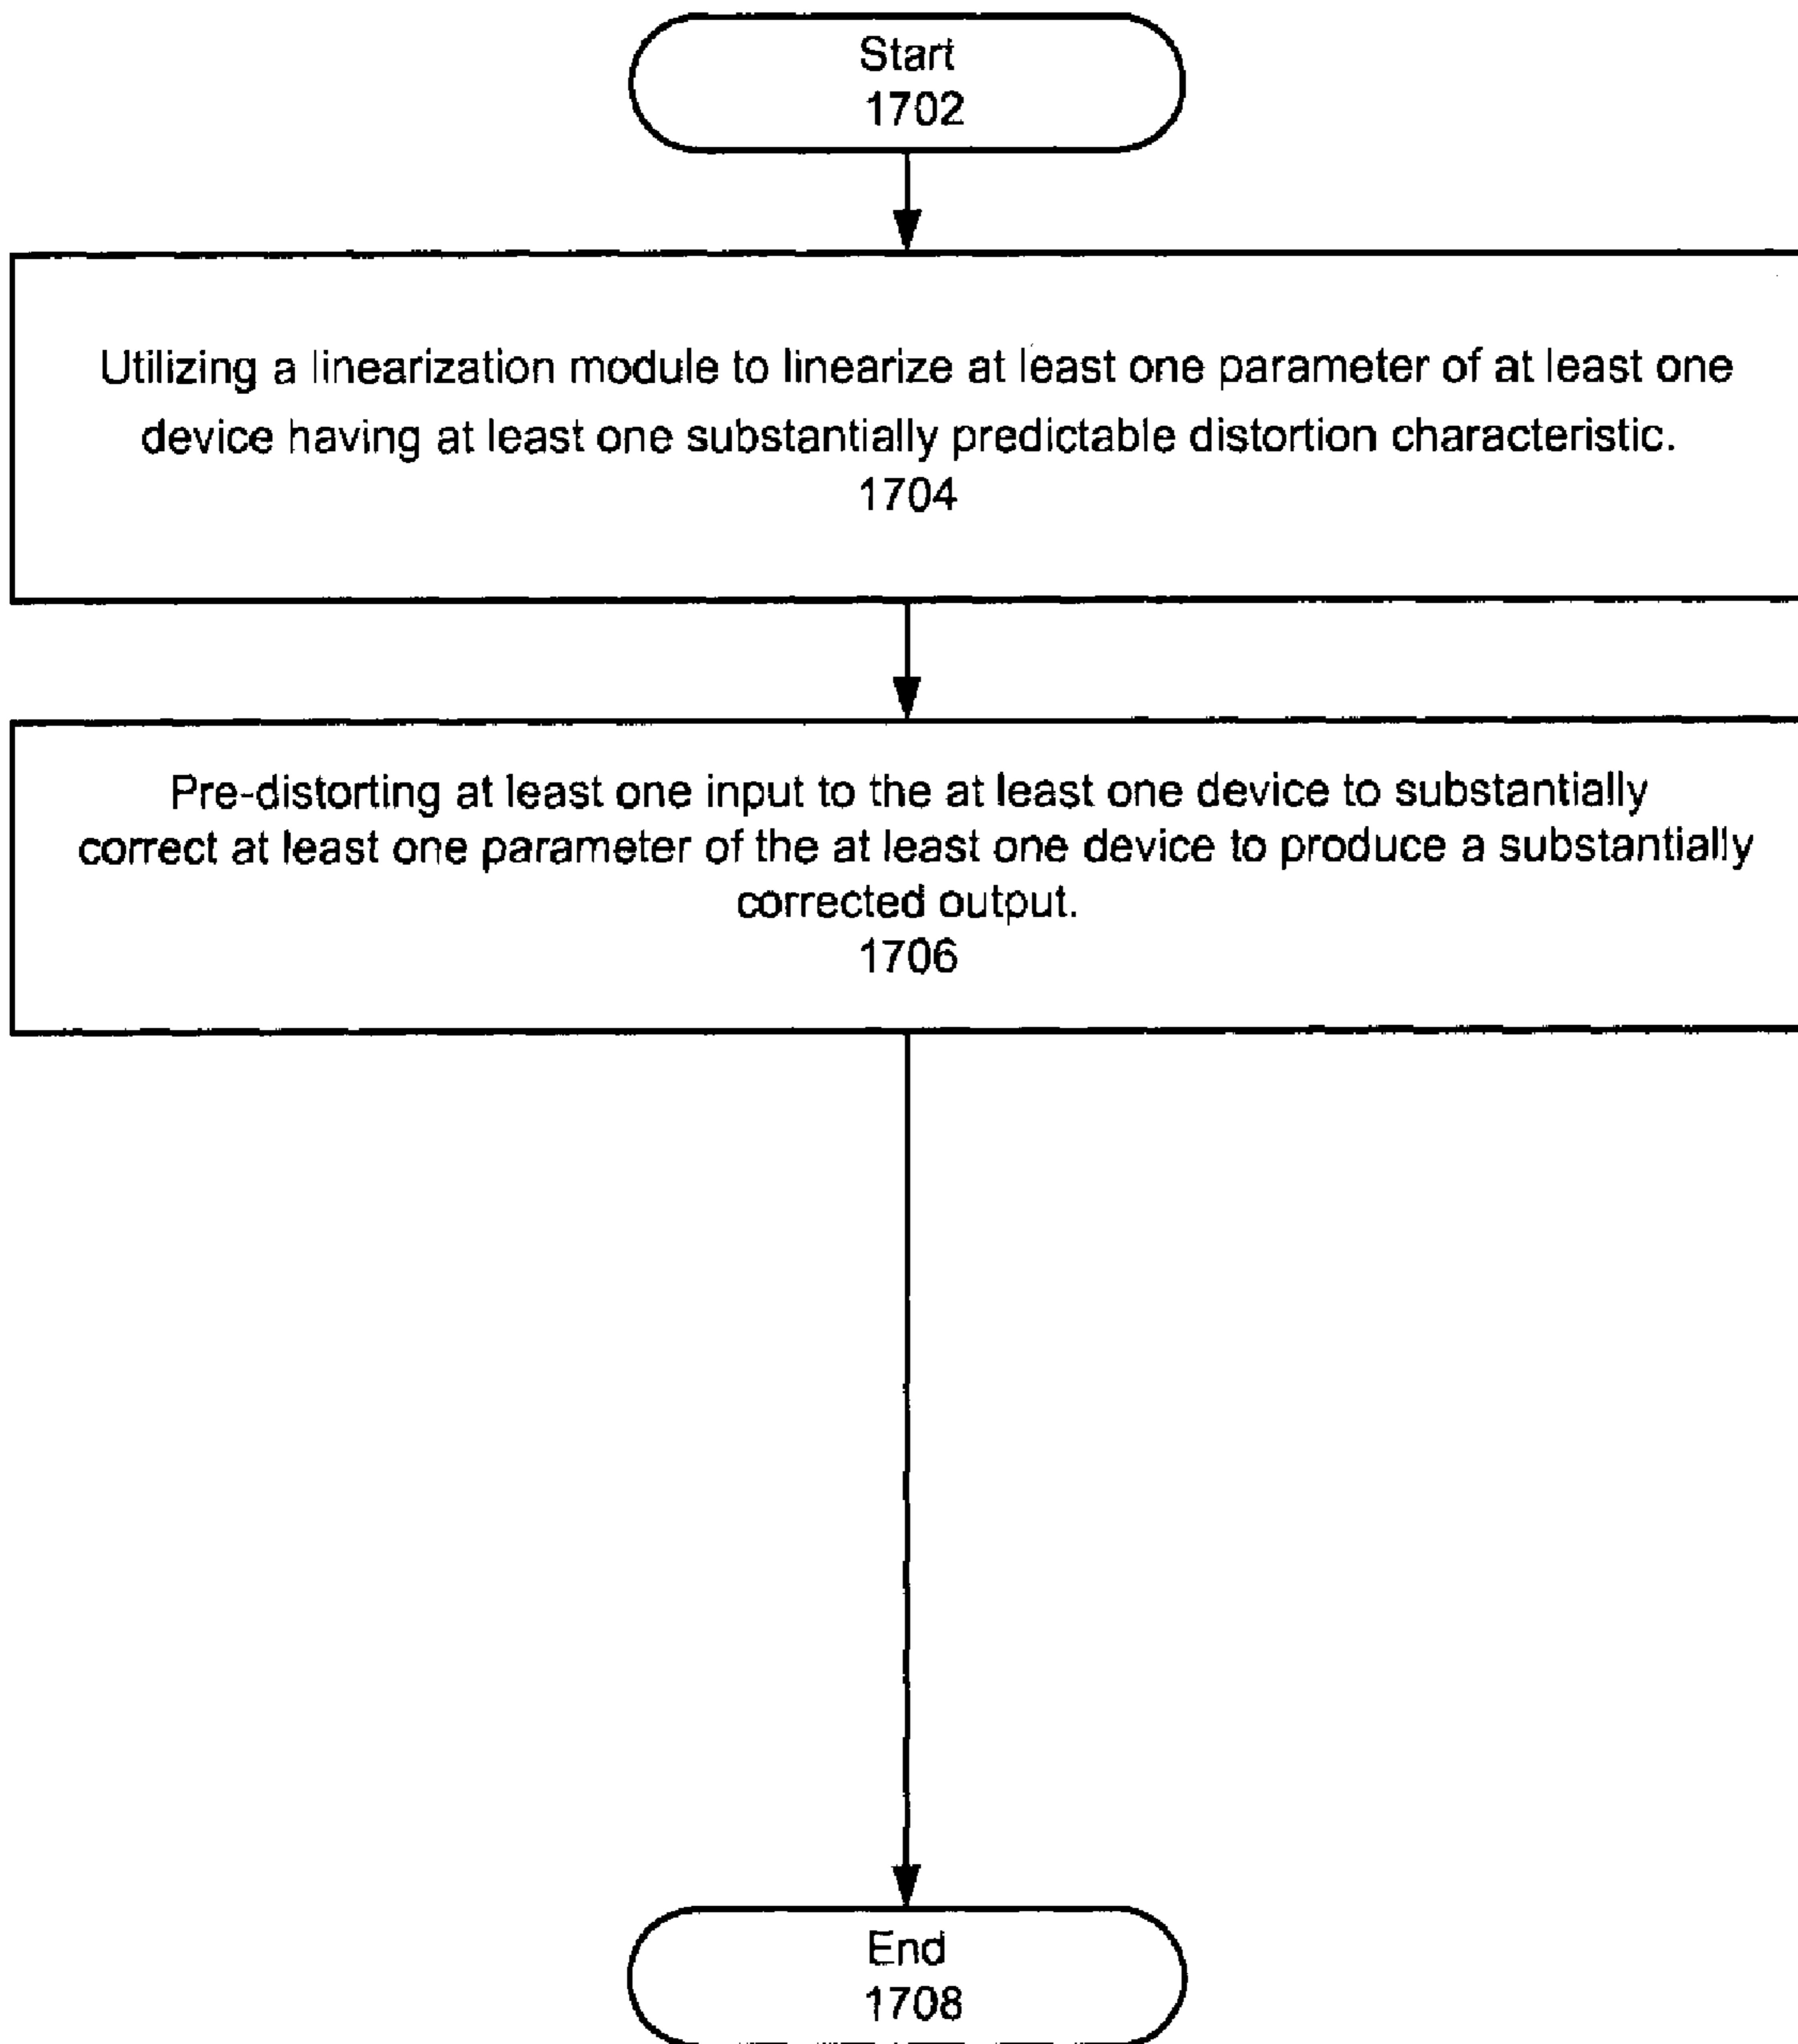 Start
1702
Utilizing a linearization module to linearize at least one parameter of at least one
device having at least one substantially predictable distortion characteristic.
1704
Pre-distorting at least one input to the at least one device to substantially
correct at least one parameter of the at least one device to produce a substantially
corrected output.
1706
End
1708